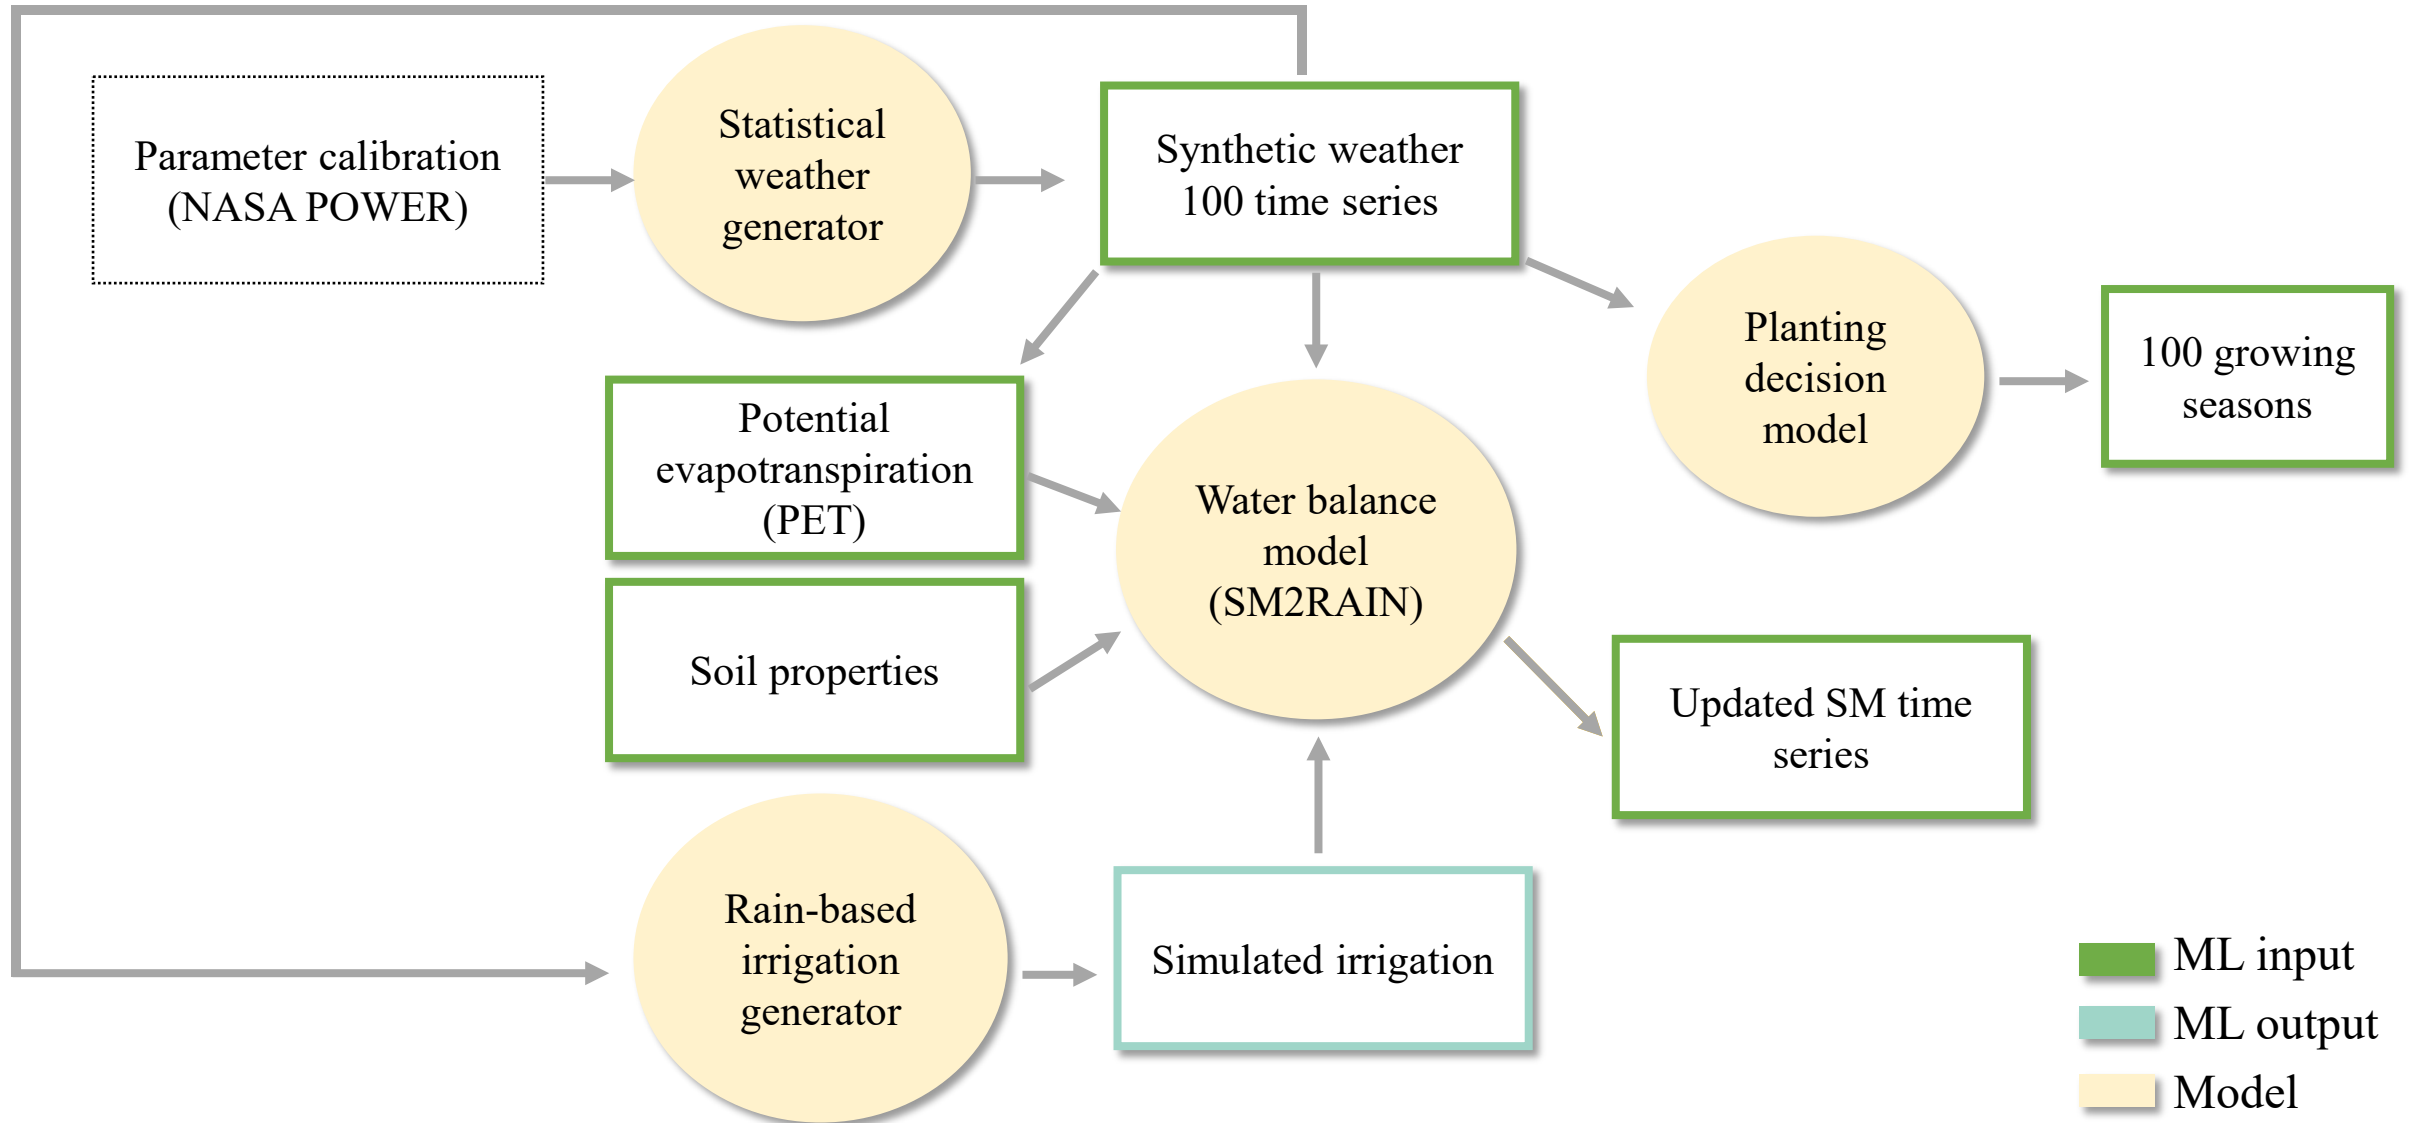 Parameter calibration
(NASA POWER)
Statistical
weather
generator
Synthetic weather
100 time series
Planting
decision
model
100 growing
seasons
Potential
evapotranspiration
(PET)
Water balance
model
(SM2RAIN)
Soil properties
Updated SM time
series
Rain-based
irrigation
generator
Simulated irrigation
ML input
ML output
Model